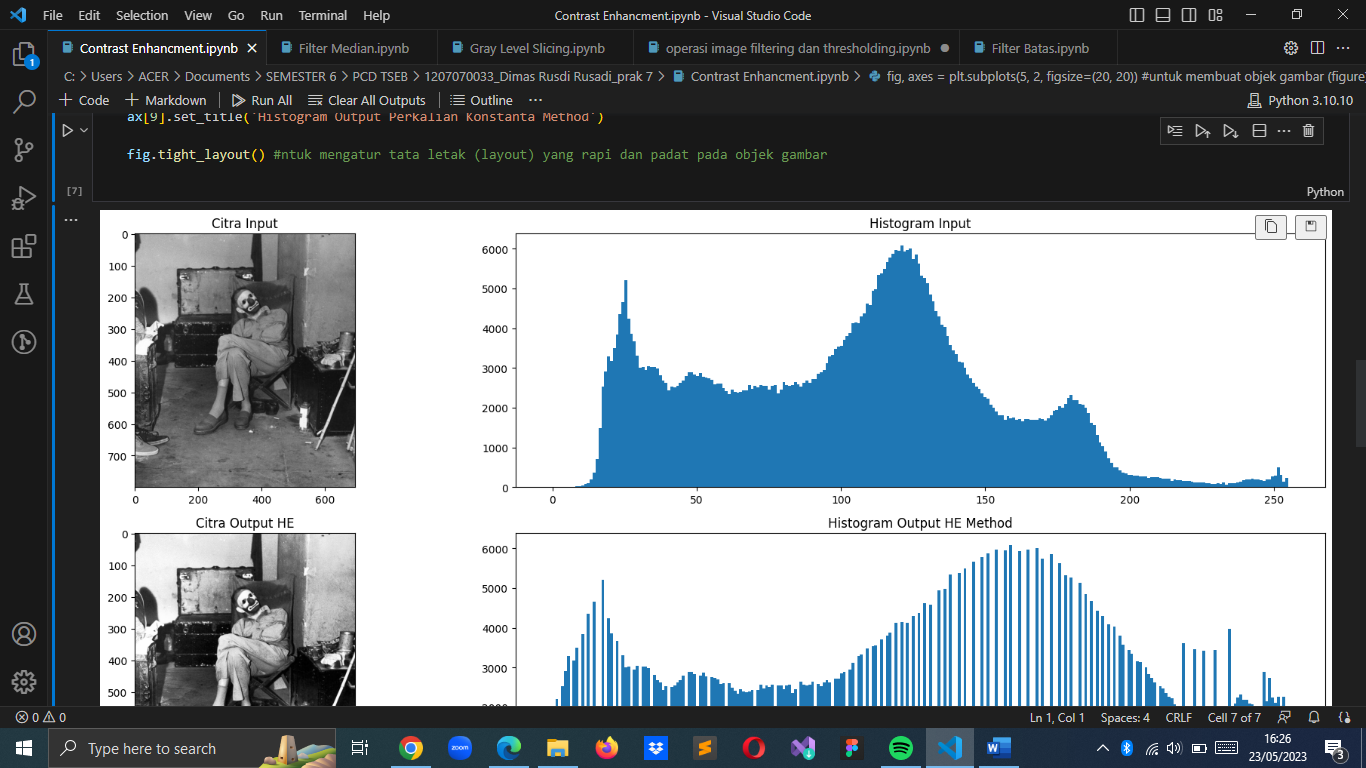 File Edit Selection View Go Run Terminal Help Contrast Enhancment.ipynb - Visual Studio Code
Contrast Enhancment.ipynb Filter Median.ipynb Gray Level Slicing.ipynb operasi image filtering dan thresholding.ipynb Filter Batas.ipynb
1
C: > Users > ACER > Documents > SEMESTER 6 > PCD TSEB > 1207070033_Dimas Rusdi Rusadi_prak 7 > Contrast Enhancment.ipynb > fig, axes = plt.subplots(5, 2, figsize=(20, 20)) #untuk membuat objek gambar (figure)
+ Code + Markdown Run All Clear All Outputs Outline ... Python 3.10.10
ax[9].set_title('Histogram Output Perkalian Konstanta Method')
fig.tight_layout() #ntuk mengatur tata letak (layout) yang rapi dan padat pada objek gambar
[7]
Python
Citra Input
0
100
200
300
400
500
600
700
0 200 400 600
Histogram Input
6000
5000
4000
3000
2000
1000
0
0 50 100 150 200 250
Citra Output HE
0
100
200
300
400
500
Histogram Output HE Method
6000
5000
4000
3000
0 0 Ln 1, Col 1 Spaces: 4 CRLF Cell 7 of 7
Type here to search
zoom
16:26
23/05/2023
3